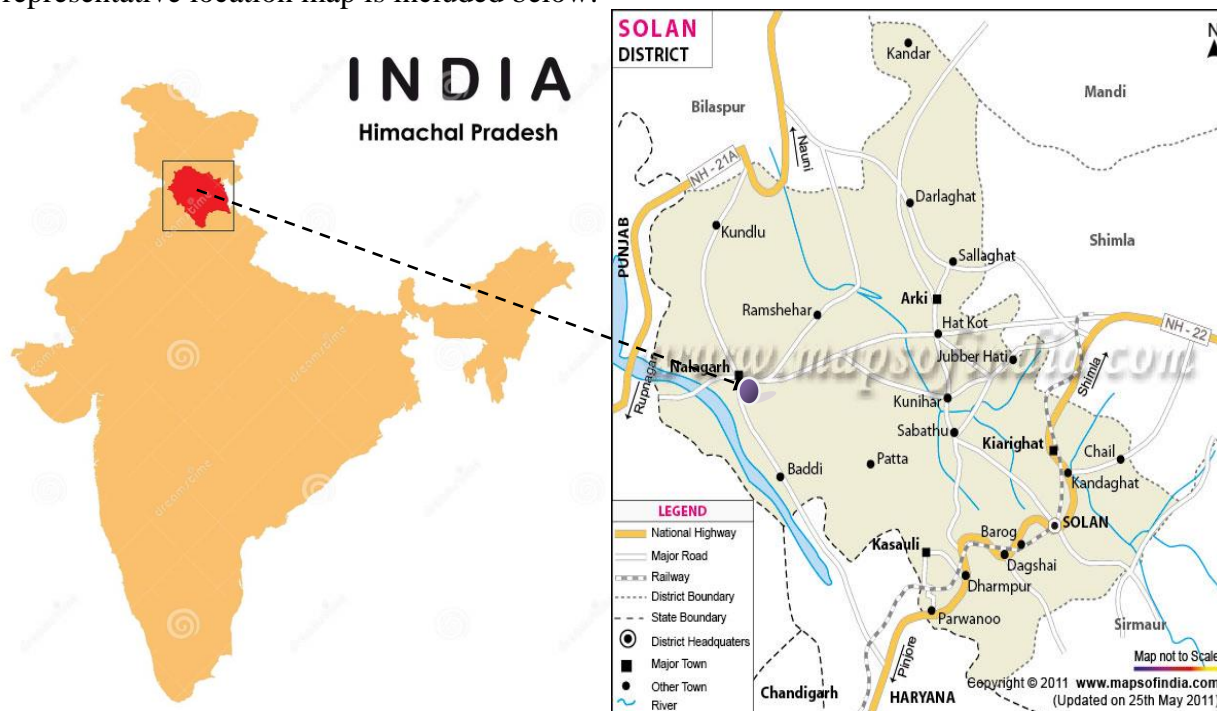 representative location map is included below:
INDIA
Himachal Pradesh
SOLAN
DISTRICT
N
Kandar
Mandi
Bilaspur
Nauni
NH - 21A
PUNJAB
Darlaghat
Kundlu
Shimla
Sallaghat
Arki
Ramshehar
Hat Kot
NH - 22
Jubber Hati
www.mapsofindia.com
Nalagarh
Rupnagar
Shimla
Kunihar
Sabathu
Kiarighat
Chail
Patta
Baddi
Kandaghat
LEGEND
National Highway
Major Road
Railway
District Boundary
State Boundary
District Headquaters
Major Town
Other Town
River
SOLAN
Barog
Kasauli
Dagshai
Dharmpur
Parwanoo
Sirmaur
Pinjore
Map not to Scale
Chandigarh
HARYANA
Copyright © 2011 www.mapsofindia.com
(Updated on 25th May 2011)